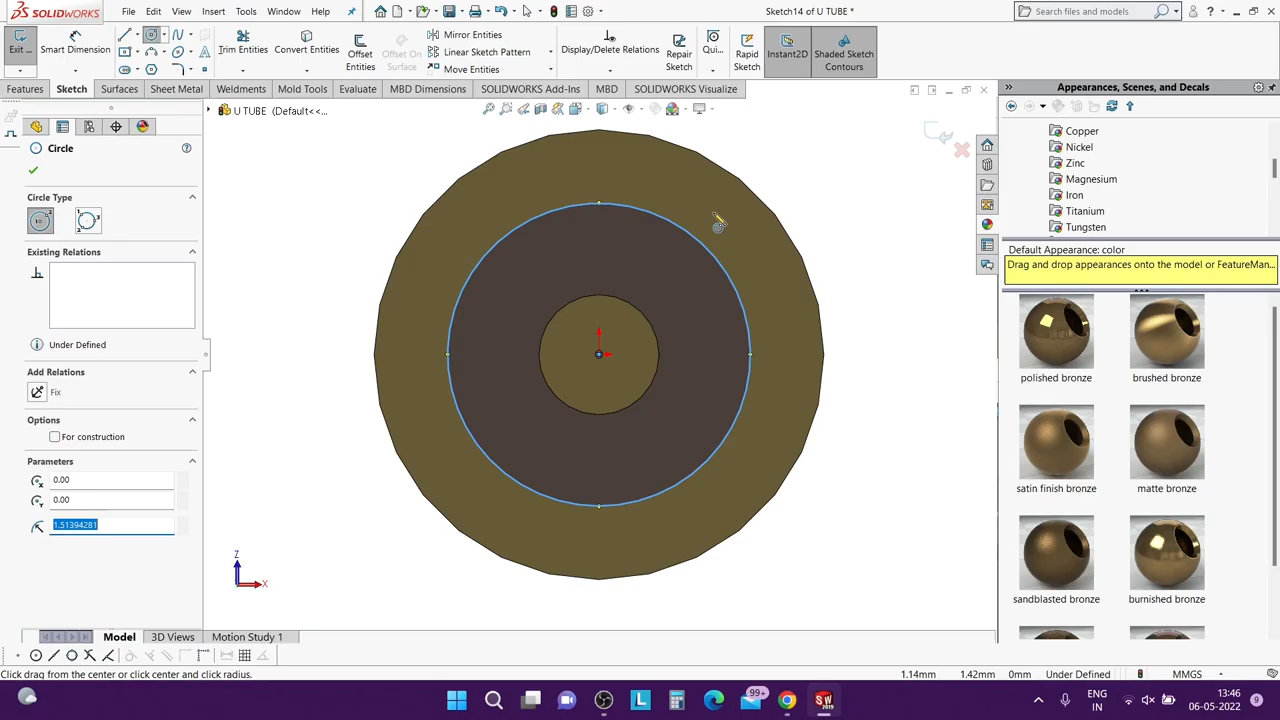 SOLIDWORKS
File
Edit
View
Insert
Tools
Window
Help
Sketch14 of U TUBE *
Search files and models
Exit ...
Smart Dimension
Trim Entities
Convert Entities
Offset Entities
Offset On Surface
Mirror Entities
Linear Sketch Pattern
Move Entities
Display/Delete Relations
Repair Sketch
Qui...
Rapid Sketch
Instant2D
Shaded Sketch Contours
Features
Sketch
Surfaces
Sheet Metal
Weldments
Mold Tools
Evaluate
MBD Dimensions
SOLIDWORKS Add-Ins
MBD
SOLIDWORKS Visualize
Appearances, Scenes, and Decals
U TUBE (Default<<...
Circle
Circle Type
Existing Relations
Under Defined
Add Relations
Fix
Options
For construction
Parameters
0.00
0.00
1.51394281
Z
X
Copper
Nickel
Zinc
Magnesium
Iron
Titanium
Tungsten
Default Appearance: color
Drag and drop appearances onto the model or FeatureMan...
polished bronze
brushed bronze
satin finish bronze
matte bronze
sandblasted bronze
burnished bronze
Model
3D Views
Motion Study 1
Click drag from the center or click center and click radius.
1.14mm
1.42mm
0mm
Under Defined
MMGS
99+
SW
2019
ENG
IN
13:46
06-05-2022
9